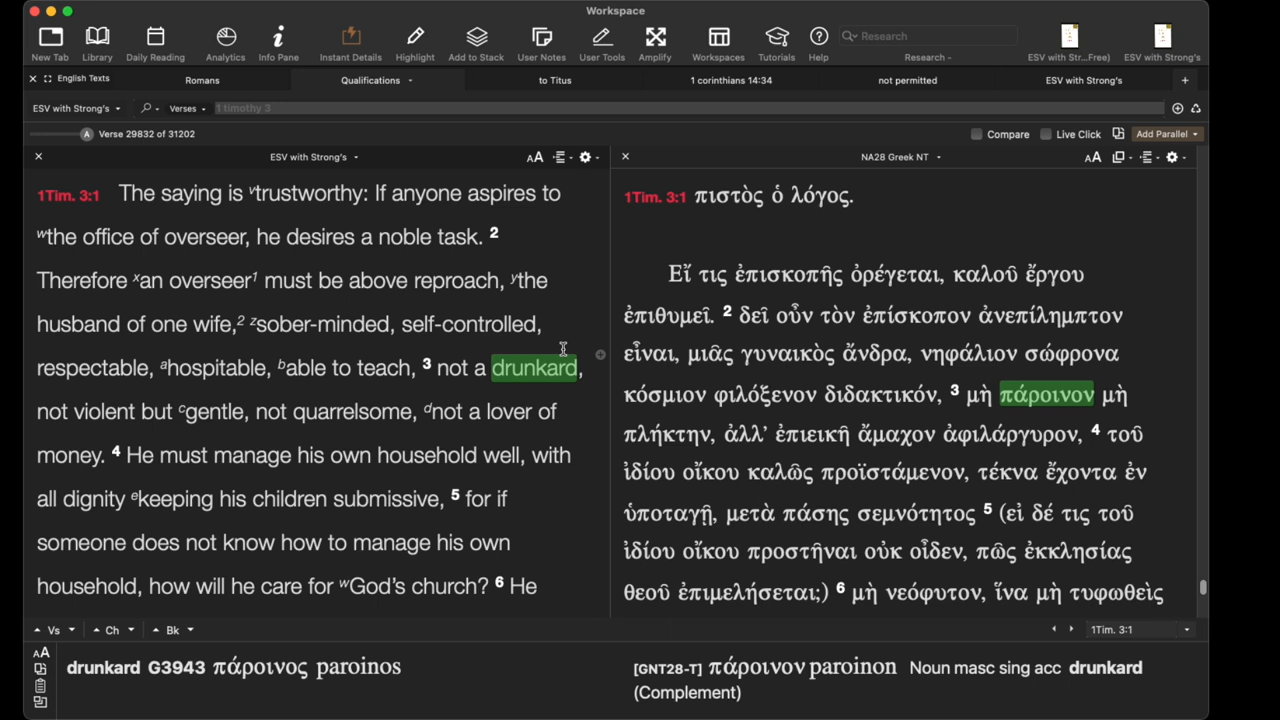 Workspace
New Tab Library Daily Reading Analytics Info Pane Instant Details Highlight Add to Stack User Notes User Tools Amplify Workspaces Tutorials Help Research Research ESV with Str...Free) ESV with Strong's
English Texts Romans Qualifications to Titus 1 corinthians 14:34 not permitted ESV with Strong's +
ESV with Strong's Verses 1 timothy 3
A Verse 29832 of 31202 Compare Live Click Add Parallel
ESV with Strong's AA
1Tim. 3:1 The saying is vtrustworthy: If anyone aspires to
wthe office of overseer, he desires a noble task. 2
Therefore xan overseer1 must be above reproach, ythe
husband of one wife,2 zsober-minded, self-controlled,
respectable, ahospitable, bable to teach, 3 not a drunkard,
not violent but cgentle, not quarrelsome, dnot a lover of
money. 4 He must manage his own household well, with
all dignity ekeeping his children submissive, 5 for if
someone does not know how to manage his own
household, how will he care for wGod's church? 6 He
NA28 Greek NT AA
1Tim. 3:1 πιστὸς ὁ λόγος.
Εἴ τις ἐπισκοπῆς ὀρέγεται, καλοῦ ἔργου
ἐπιθυμεῖ. 2 δεῖ οὖν τὸν ἐπίσκοπον ἀνεπίλημπτον
εἶναι, μιᾶς γυναικὸς ἄνδρα, νηφάλιον σώφρονα
κόσμιον φιλόξενον διδακτικόν, 3 μὴ πάροινον μὴ
πλήκτην, ἀλλ’ ἐπιεικῆ ἄμαχον ἀφιλάργυρον, 4 τοῦ
ἰδίου οἴκου καλῶς προϊστάμενον, τέκνα ἔχοντα ἐν
ὑποταγῇ, μετὰ πάσης σεμνότητος 5 (εἰ δέ τις τοῦ
ἰδίου οἴκου προστῆναι οὐκ οἶδεν, πῶς ἐκκλησίας
θεοῦ ἐπιμελήσεται;) 6 μὴ νεόφυτον, ἵνα μὴ τυφωθεὶς
Vs Ch Bk 1Tim. 3:1
AA
drunkard G3943 πάροινος paroinos
[GNT28-T] πάροινον paroinon Noun masc sing acc drunkard
(Complement)